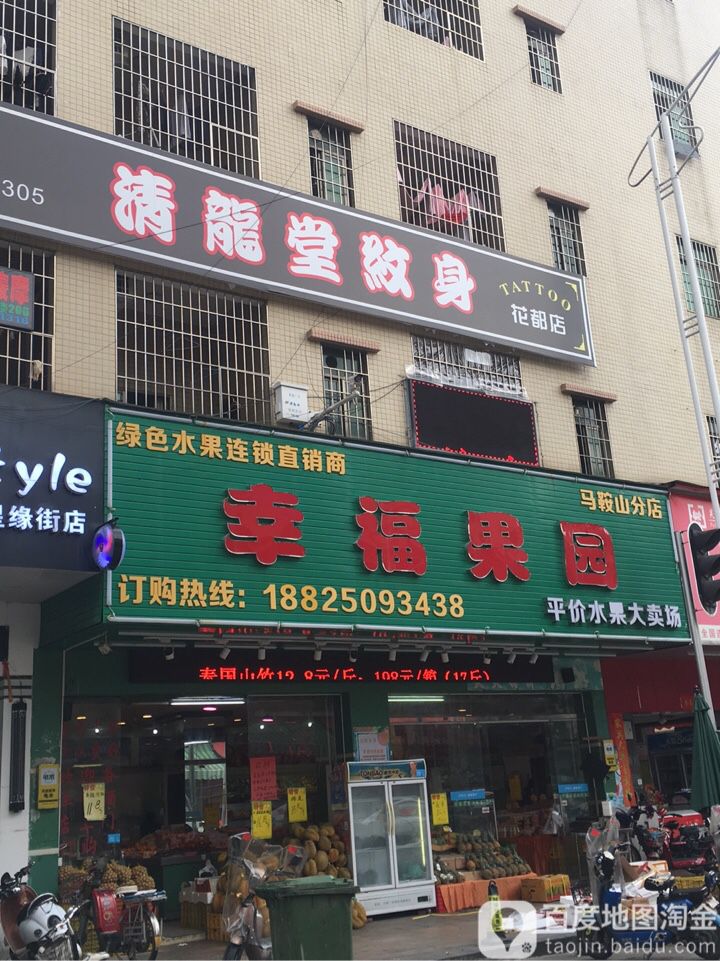 305
清龍堂紋身
TATTOO
花都店
yle
缘街店
绿色水果连锁直销商
马鞍山分店
幸福果园
订购热线：18825093438
平价水果大卖场
泰国山竹12.8元/斤，198元/箱（17斤）
百度地图淘金
taojin.baidu.com